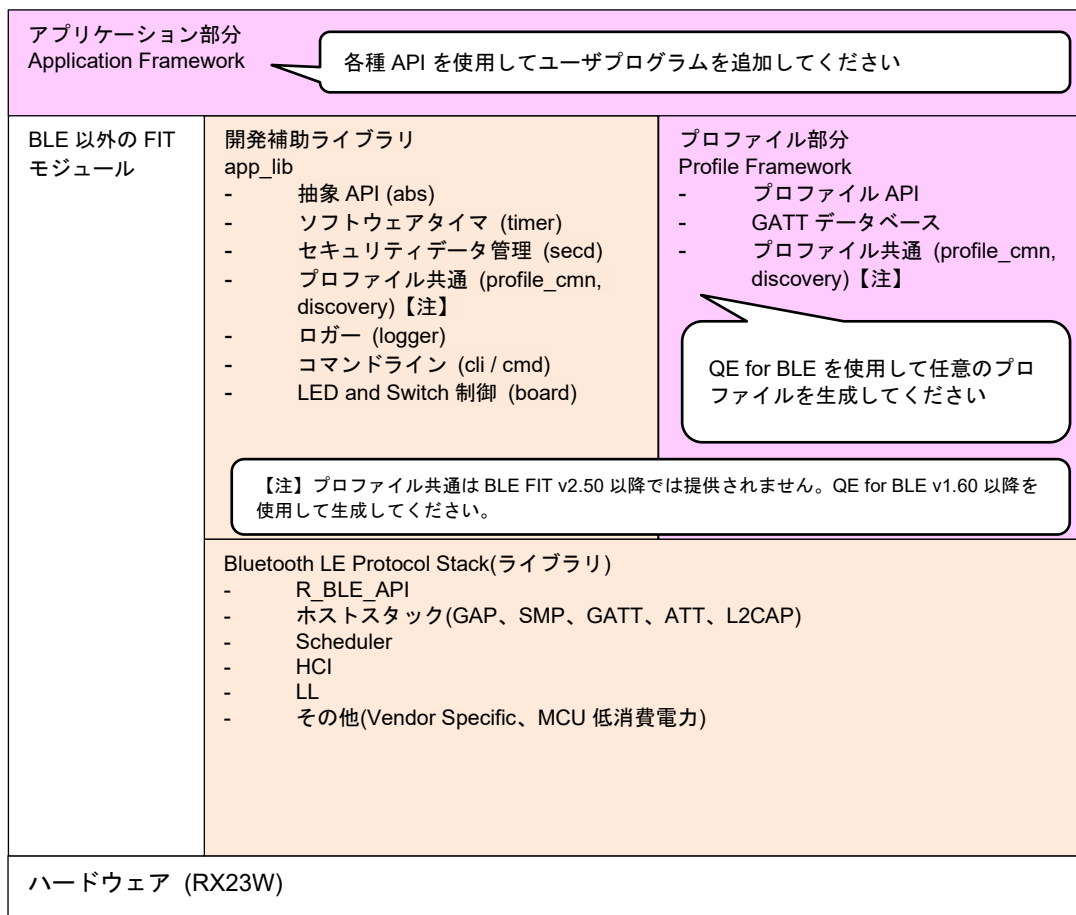 アプリケーション部分
Application Framework
各種 API を使用してユーザプログラムを追加してください
BLE 以外の FIT
モジュール
開発補助ライブラリ
app_lib
- 抽象 API (abs)
- ソフトウェアタイマ (timer)
- セキュリティデータ管理 (secd)
- プロファイル共通 (profile_cmn,
discovery)【注】
- ロガー (logger)
- コマンドライン (cli / cmd)
- LED and Switch 制御 (board)
プロファイル部分
Profile Framework
- プロファイル API
- GATT データベース
- プロファイル共通 (profile_cmn,
discovery)【注】
QE for BLE を使用して任意のプロ
ファイルを生成してください
【注】プロファイル共通は BLE FIT v2.50 以降では提供されません。QE for BLE v1.60 以降を
使用して生成してください。
Bluetooth LE Protocol Stack(ライブラリ)
- R_BLE_API
- ホストスタック(GAP、SMP、GATT、ATT、L2CAP)
- Scheduler
- HCI
- LL
- その他(Vendor Specific、MCU 低消費電力)
ハードウェア (RX23W)